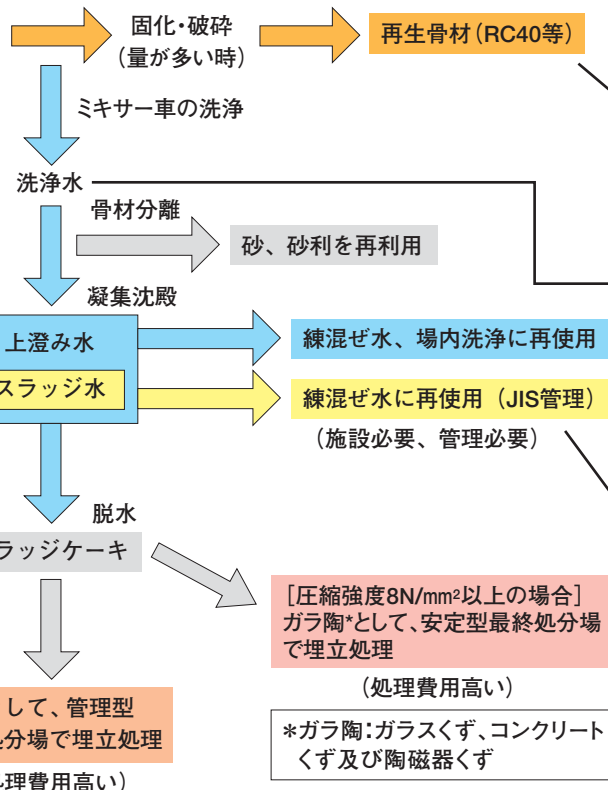 固化・破砕
(量が多い時)
再生骨材(RC40等)
ミキサー車の洗浄
洗浄水
骨材分離
砂、砂利を再利用
凝集沈殿
上澄み水
スラッジ水
練混ぜ水、場内洗浄に再使用
練混ぜ水に再使用(JIS管理)
(施設必要、管理必要)
脱水
ラッジケーキ
[圧縮強度8N/mm²以上の場合]
ガラ陶*として、安定型最終処分場
で埋立処理
(処理費用高い)
*ガラ陶:ガラスくず、コンクリート
くず及び陶磁器くず
して、管理型
処分場で埋立処理
理費用高い)